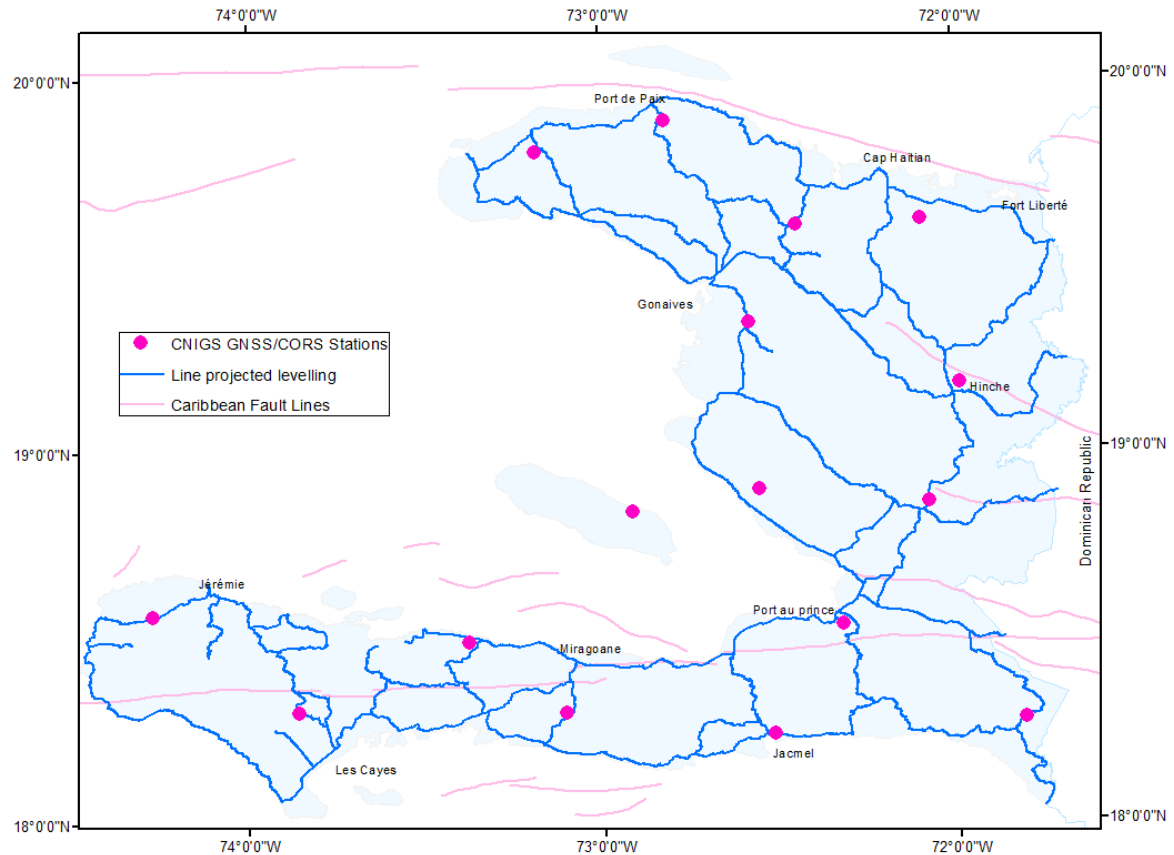 74°0'0"W
73°0'0"W
72°0'0"W
20°0'0"N
20°0'0"N
Port de Paix
Cap Haïtian
Fort Liberté
Gonaives
CNIGS GNSS/CORS Stations
Line projected levelling
Caribbean Fault Lines
Hinche
19°0'0"N
19°0'0"N
Dominican Republic
Jérémie
Port au prince
Miragoane
Jacmel
Les Cayes
18°0'0"N
18°0'0"N
74°0'0"W
73°0'0"W
72°0'0"W